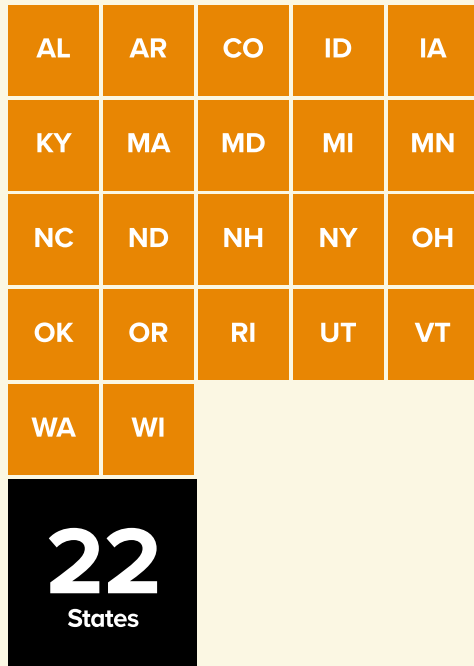 AL AR CO ID IA
KY MA MD MI MN
NC ND NH NY OH
OK OR RI UT VT
WA WI
22
States